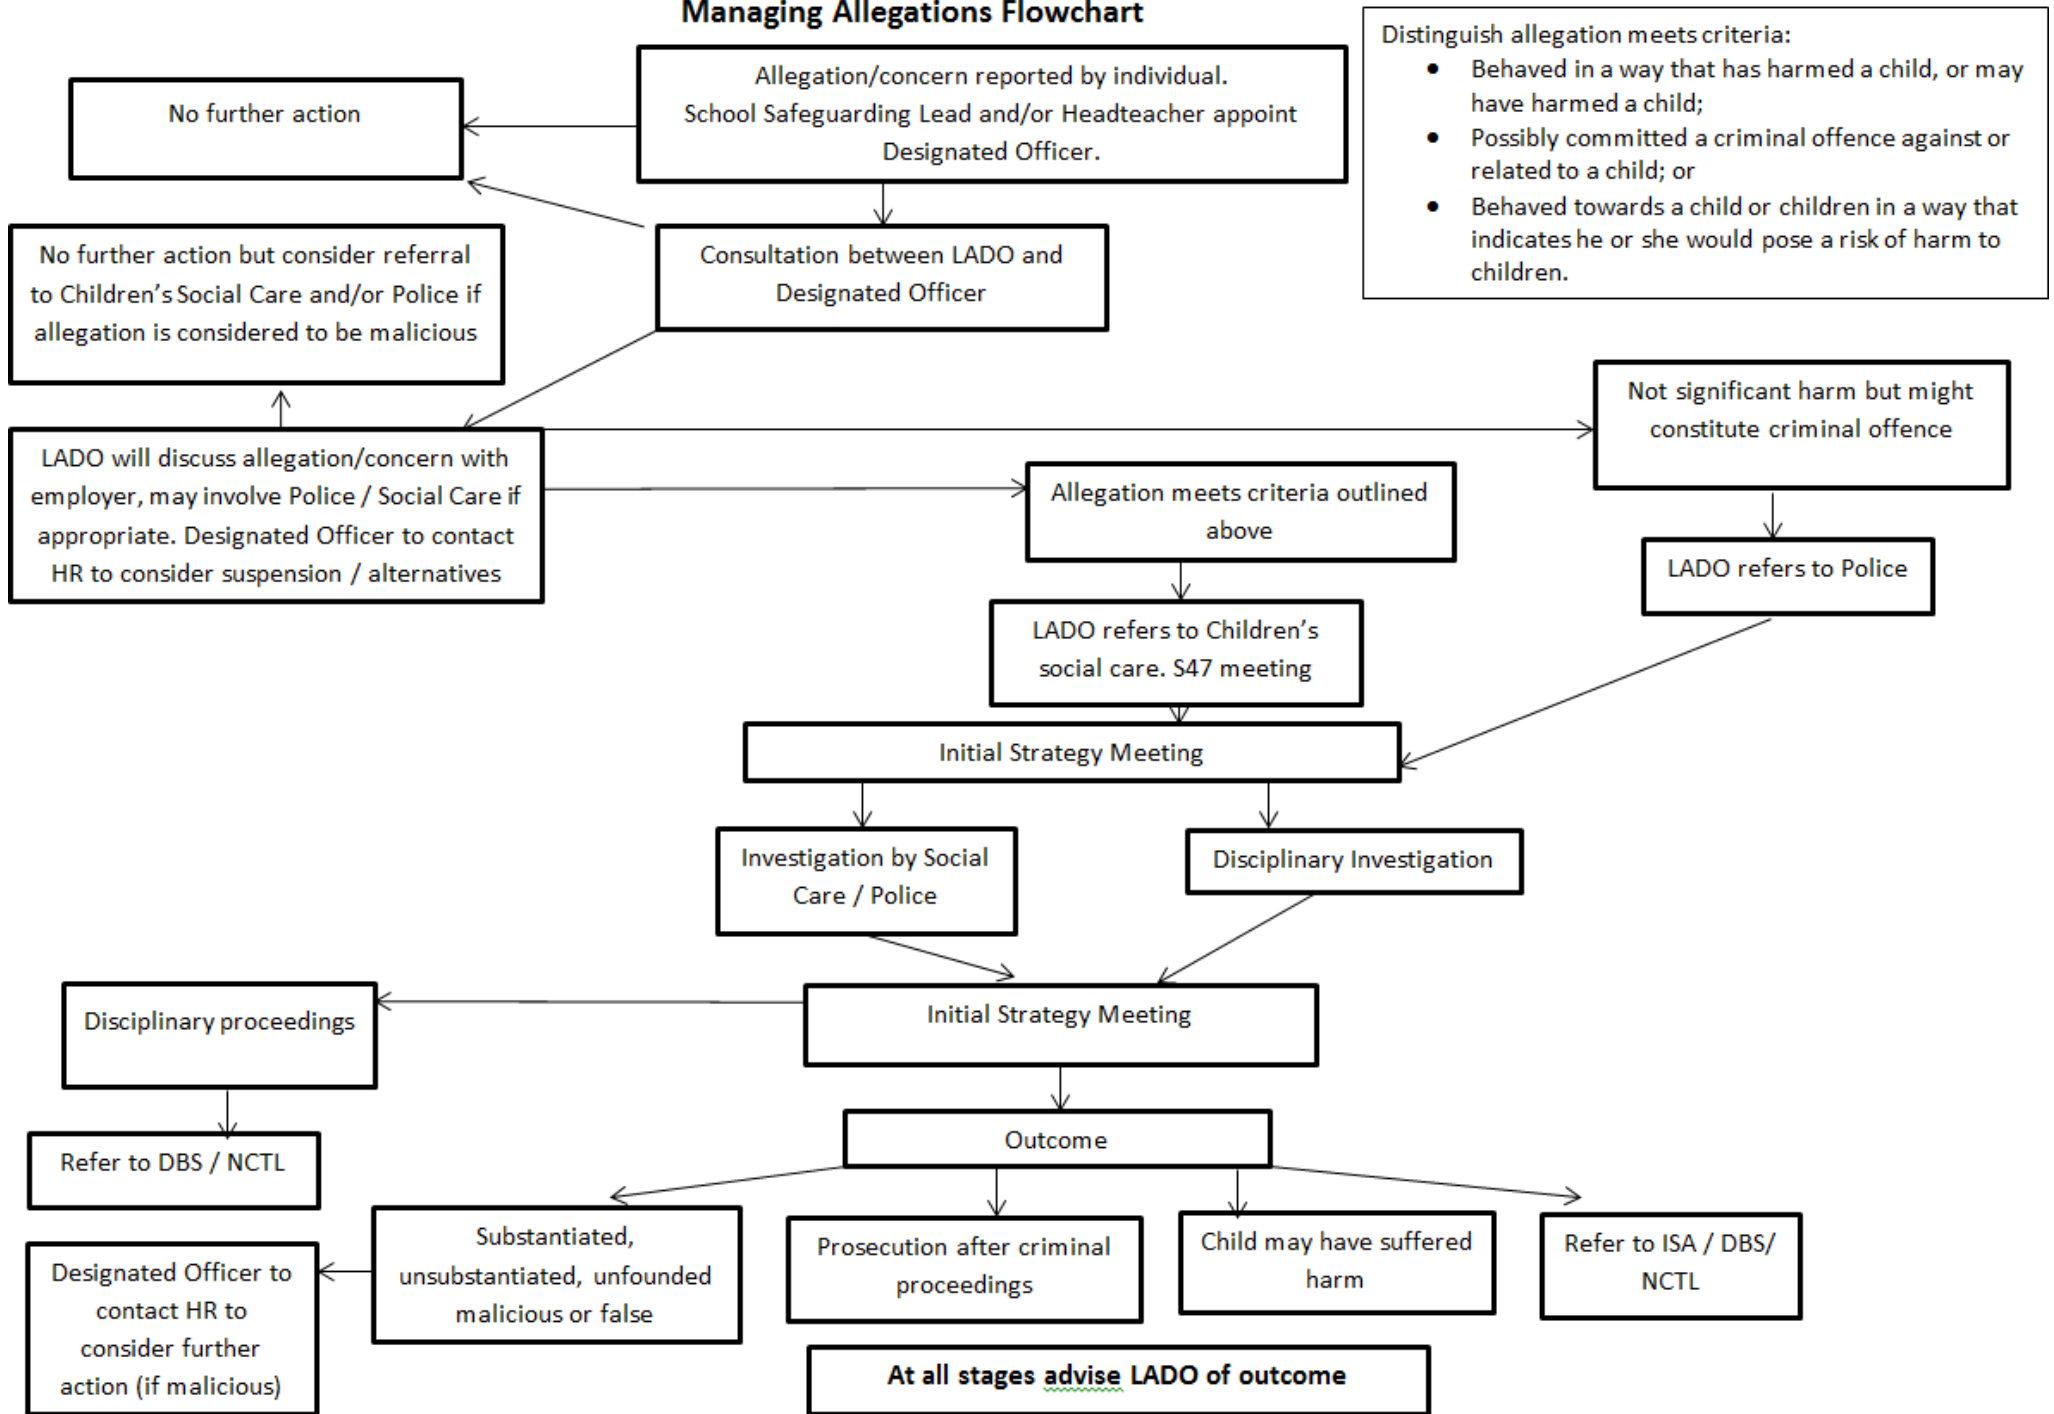 Managing Allegations Flowchart
Distinguish allegation meets criteria:
• Behaved in a way that has harmed a child, or may
have harmed a child;
• Possibly committed a criminal offence against or
related to a child; or
• Behaved towards a child or children in a way that
indicates he or she would pose a risk of harm to
children.
Allegation/concern reported by individual.
School Safeguarding Lead and/or Headteacher appoint
Designated Officer.
No further action
Consultation between LADO and
Designated Officer
No further action but consider referral
to Children’s Social Care and/or Police if
allegation is considered to be malicious
LADO will discuss allegation/concern with
employer, may involve Police / Social Care if
appropriate. Designated Officer to contact
HR to consider suspension / alternatives
Not significant harm but might
constitute criminal offence
Allegation meets criteria outlined
above
LADO refers to Police
LADO refers to Children’s
social care. S47 meeting
Initial Strategy Meeting
Investigation by Social
Care / Police
Disciplinary Investigation
Initial Strategy Meeting
Disciplinary proceedings
Refer to DBS / NCTL
Outcome
Substantiated,
unsubstantiated, unfounded
malicious or false
Prosecution after criminal
proceedings
Child may have suffered
harm
Refer to ISA / DBS/
NCTL
Designated Officer to
contact HR to
consider further
action (if malicious)
At all stages advise LADO of outcome